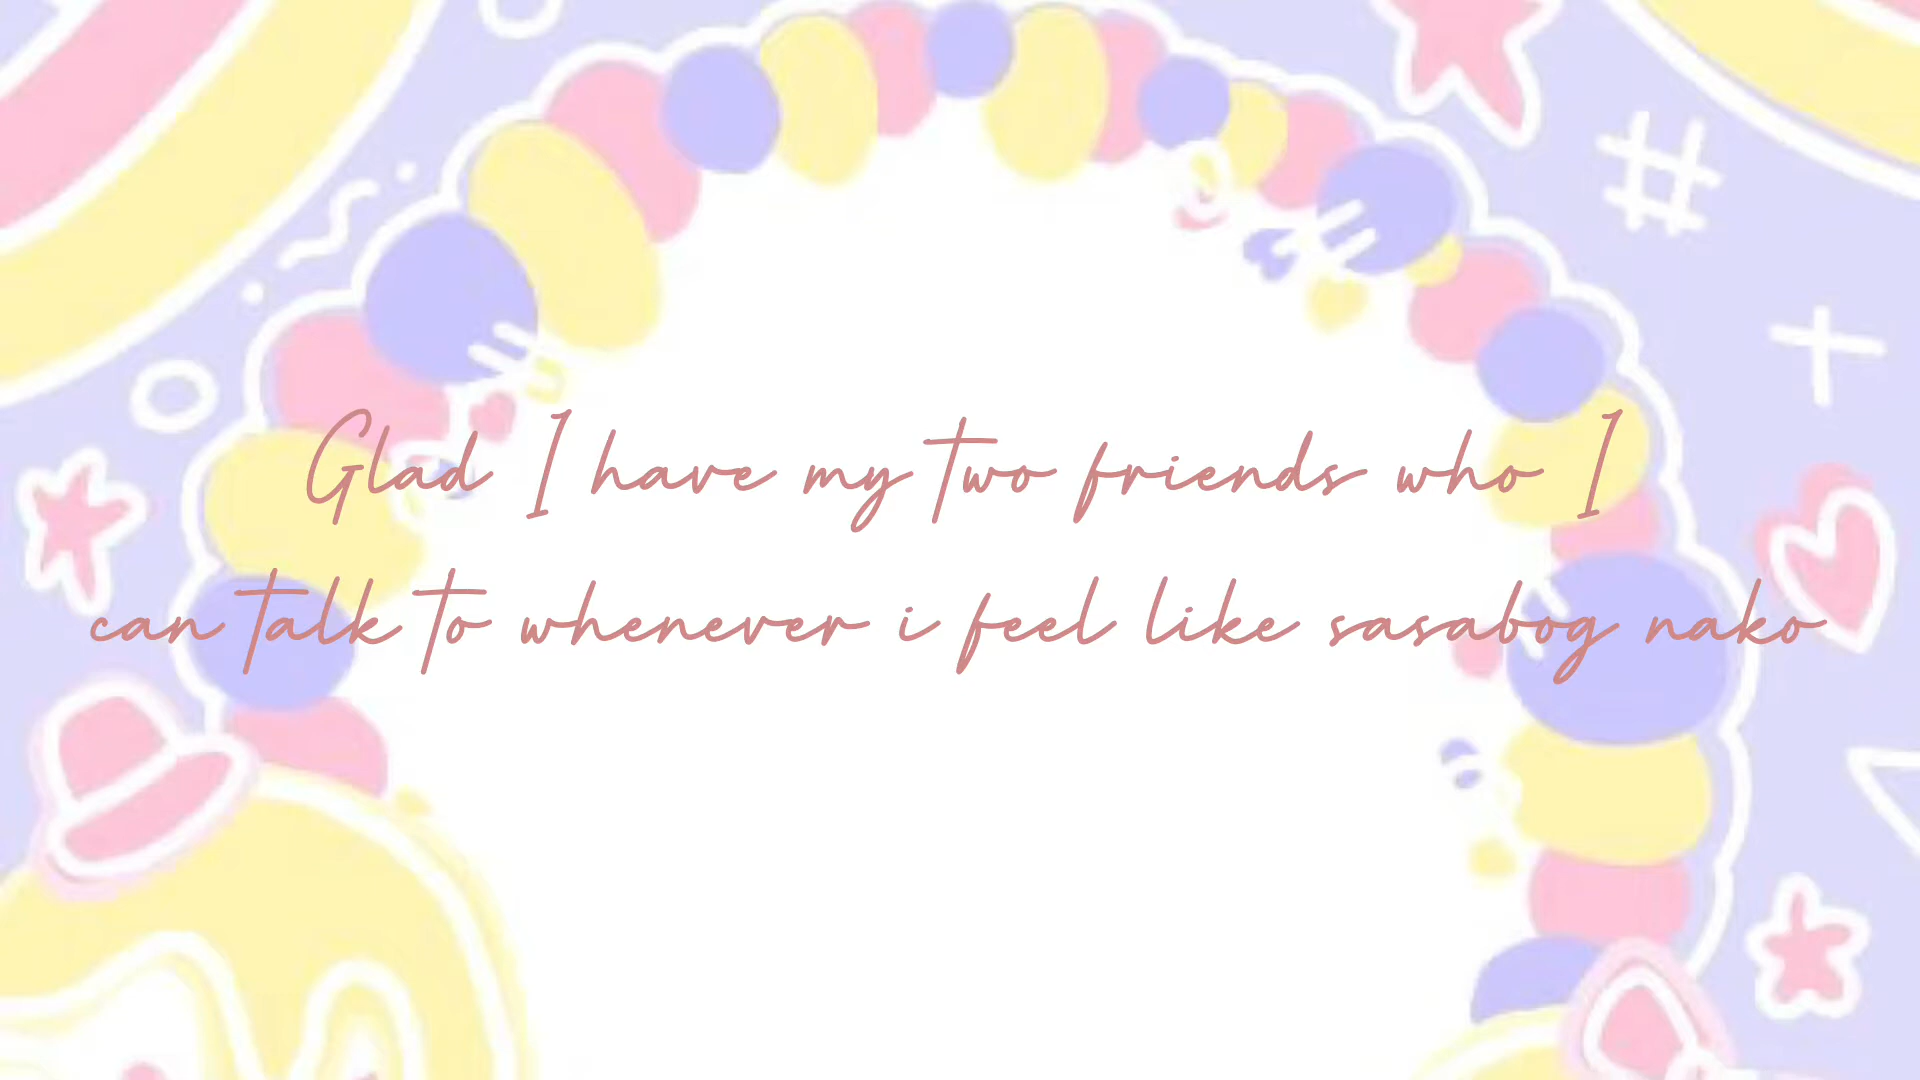 Glad I have my two friends who I
can talk to whenever i feel like sasabog nako